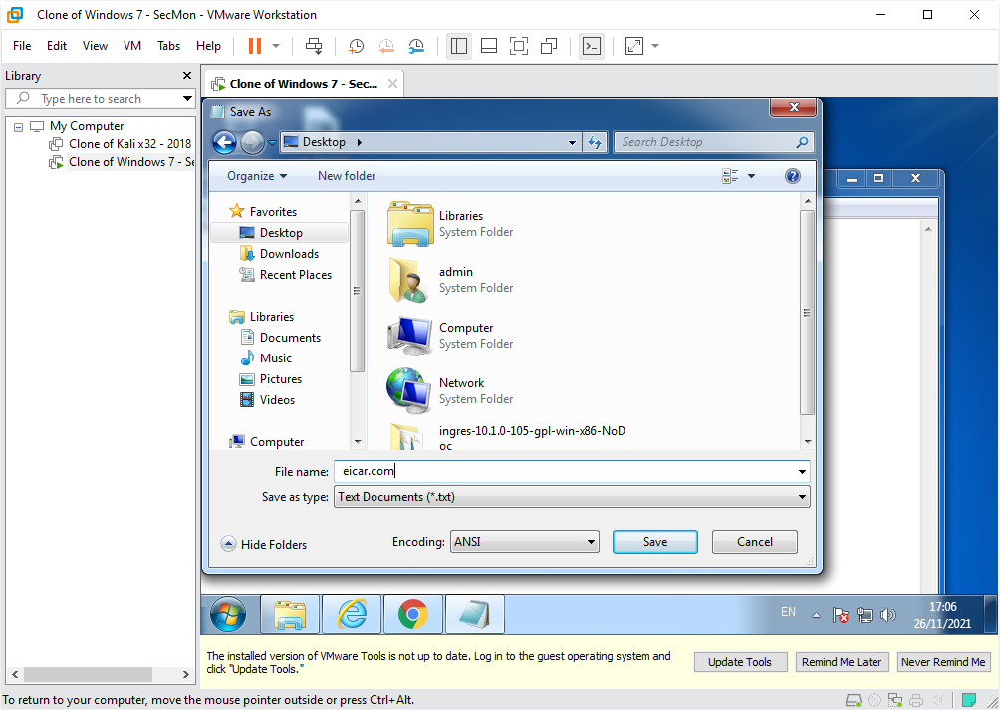 Clone of Windows 7 - SecMon - VMware Workstation
File Edit View VM Tabs Help
Library
Type here to search
My Computer
Clone of Kali x32 - 2018
Clone of Windows 7 - Se
Clone of Windows 7 - Sec...
Save As
Desktop
Search Desktop
Organize New folder
Favorites
Desktop
Downloads
Recent Places
Libraries
Documents
Music
Pictures
Videos
Computer
Libraries
System Folder
admin
System Folder
Computer
System Folder
Network
System Folder
ingres-10.1.0-105-gpl-win-x86-NoD
oc
File name: eicar.com
Save as type: Text Documents (*.txt)
Hide Folders
Encoding: ANSI
Save
Cancel
EN
17:06
26/11/2021
The installed version of VMware Tools is not up to date. Log in to the guest operating system and
click "Update Tools."
Update Tools
Remind Me Later
Never Remind Me
To return to your computer, move the mouse pointer outside or press Ctrl+Alt.